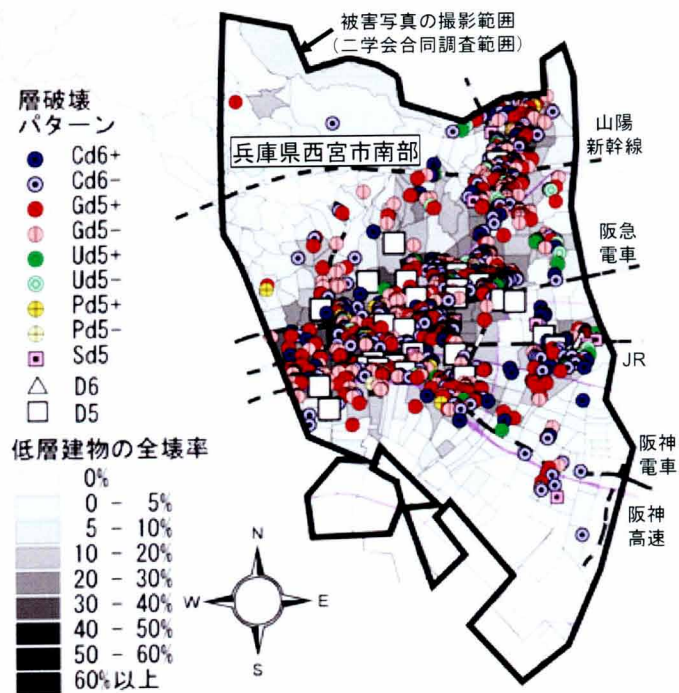 被害写真の撮影範囲
(二学会合同調査範囲)
層破壊
パターン
Cd6+
Cd6-
Gd5+
Gd5-
Ud5+
Ud5-
Pd5+
Pd5-
Sd5
D6
D5
兵庫県西宮市南部
山陽
新幹線
阪急
電車
JR
阪神
電車
阪神
高速
低層建物の全壊率
0%
0 - 5%
5 - 10%
10 - 20%
20 - 30%
30 - 40%
40 - 50%
50 - 60%
60%以上
N
W
E
S